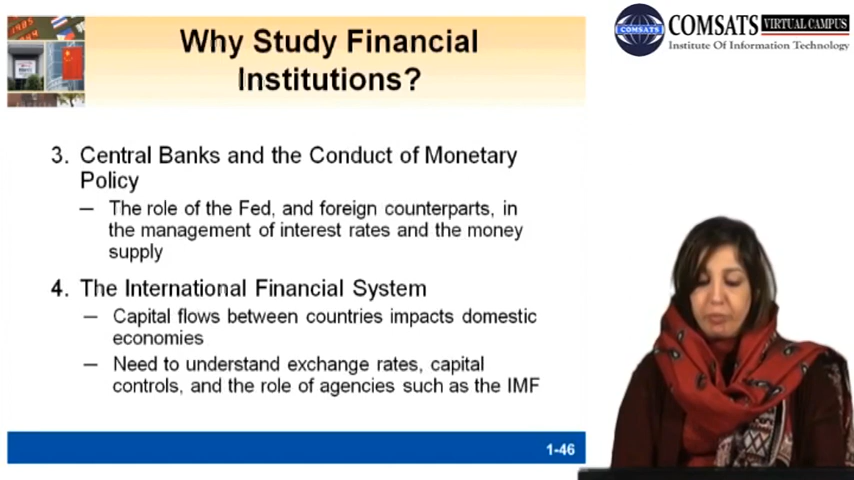 Why Study Financial
Institutions?
COMSATS
COMSATS VIRTUAL CAMPUS
Institute Of Information Technology
3. Central Banks and the Conduct of Monetary
Policy
– The role of the Fed, and foreign counterparts, in
the management of interest rates and the money
supply
4. The International Financial System
– Capital flows between countries impacts domestic
economies
– Need to understand exchange rates, capital
controls, and the role of agencies such as the IMF
1-46